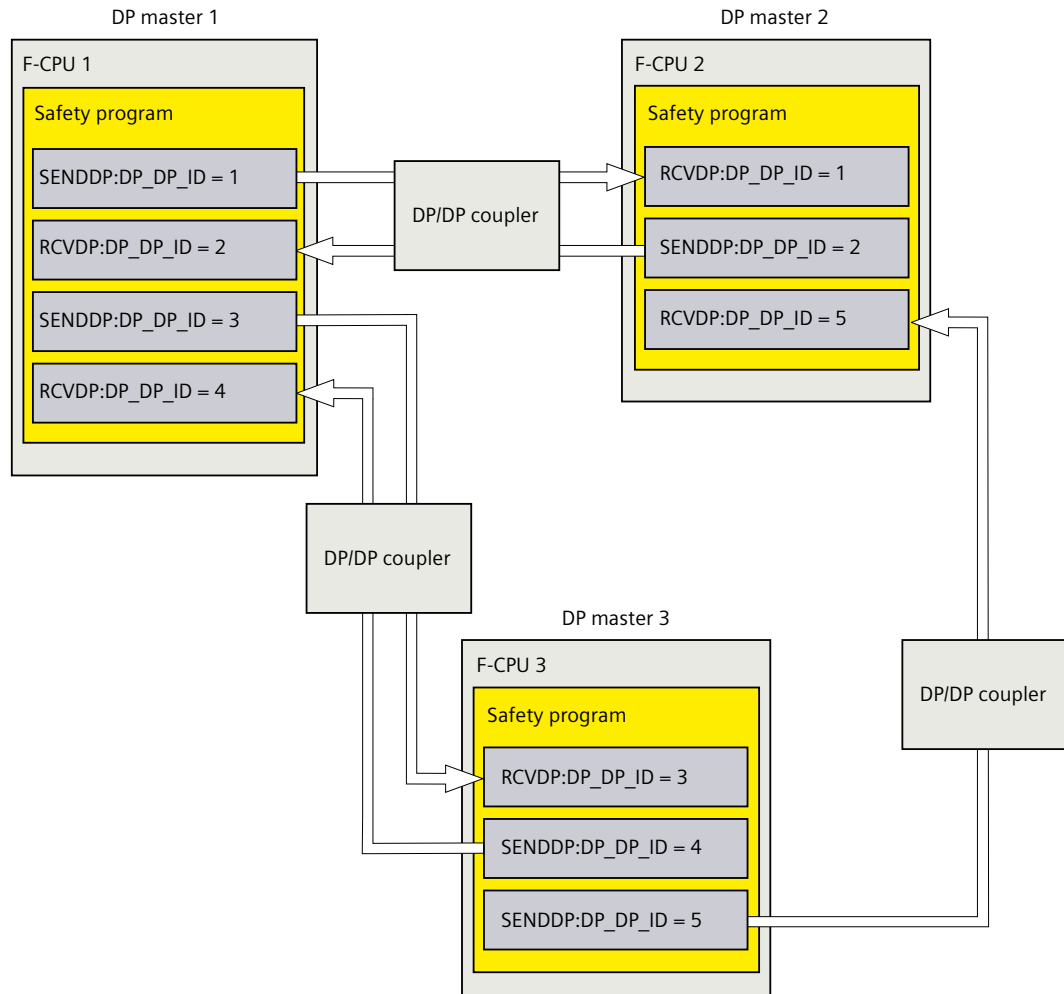 DP master 1
F-CPU 1
Safety program
SENDDP:DP_DP_ID = 1
RCVDP:DP_DP_ID = 2
SENDDP:DP_DP_ID = 3
RCVDP:DP_DP_ID = 4
DP/DP coupler
DP master 2
F-CPU 2
Safety program
RCVDP:DP_DP_ID = 1
SENDDP:DP_DP_ID = 2
RCVDP:DP_DP_ID = 5
DP/DP coupler
DP master 3
F-CPU 3
Safety program
RCVDP:DP_DP_ID = 3
SENDDP:DP_DP_ID = 4
SENDDP:DP_DP_ID = 5
DP/DP coupler